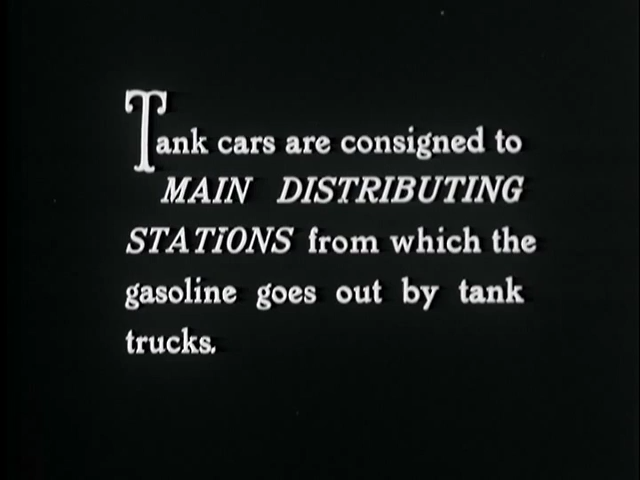 Tank cars are consigned to
MAIN DISTRIBUTING
STATIONS from which the
gasoline goes out by tank
trucks.